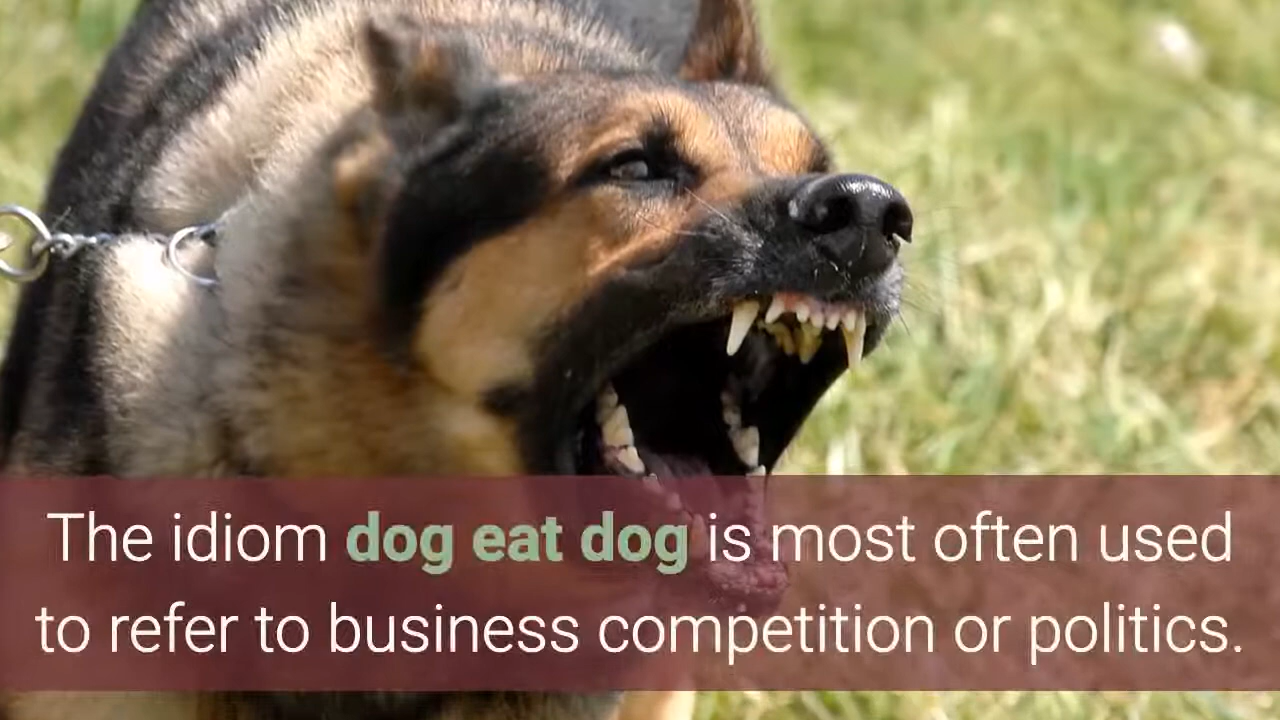 The idiom dog eat dog is most often used
to refer to business competition or politics.